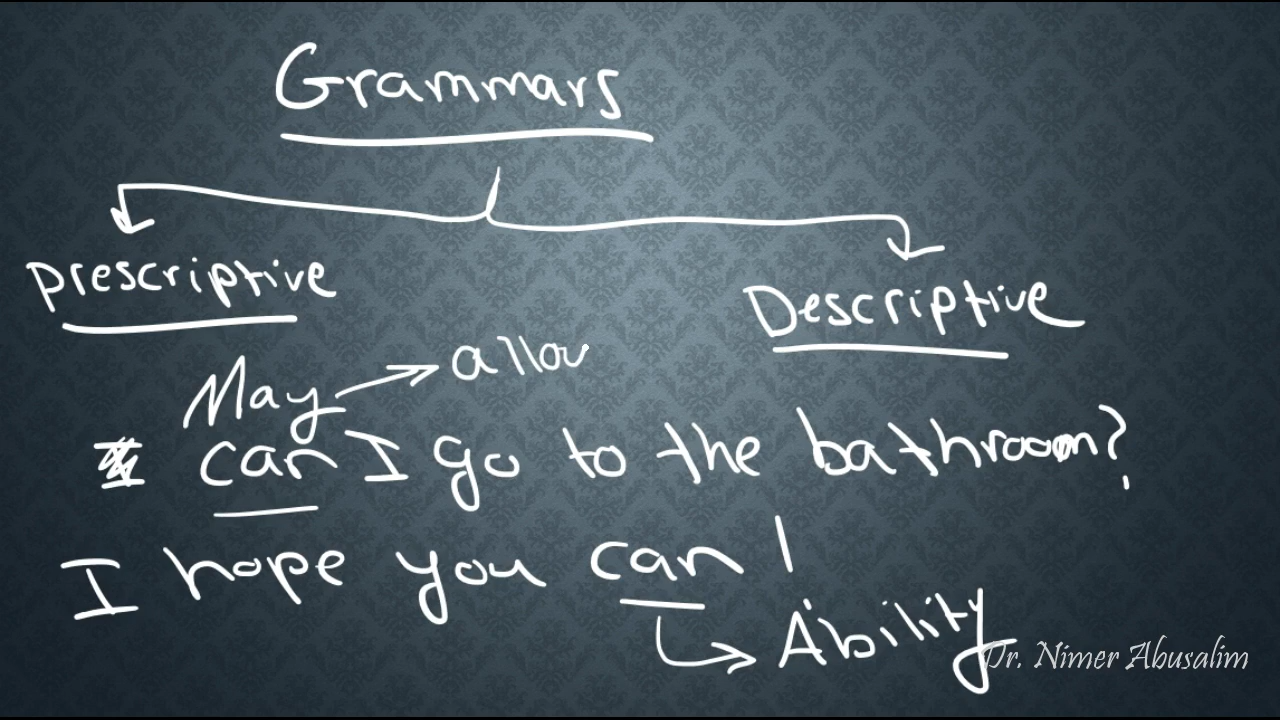 Grammars
prescriptive
Descriptive
May → allow
* can I go to the bathroom?
I hope you can!
→ Ability
Dr. Nimer Abusalim